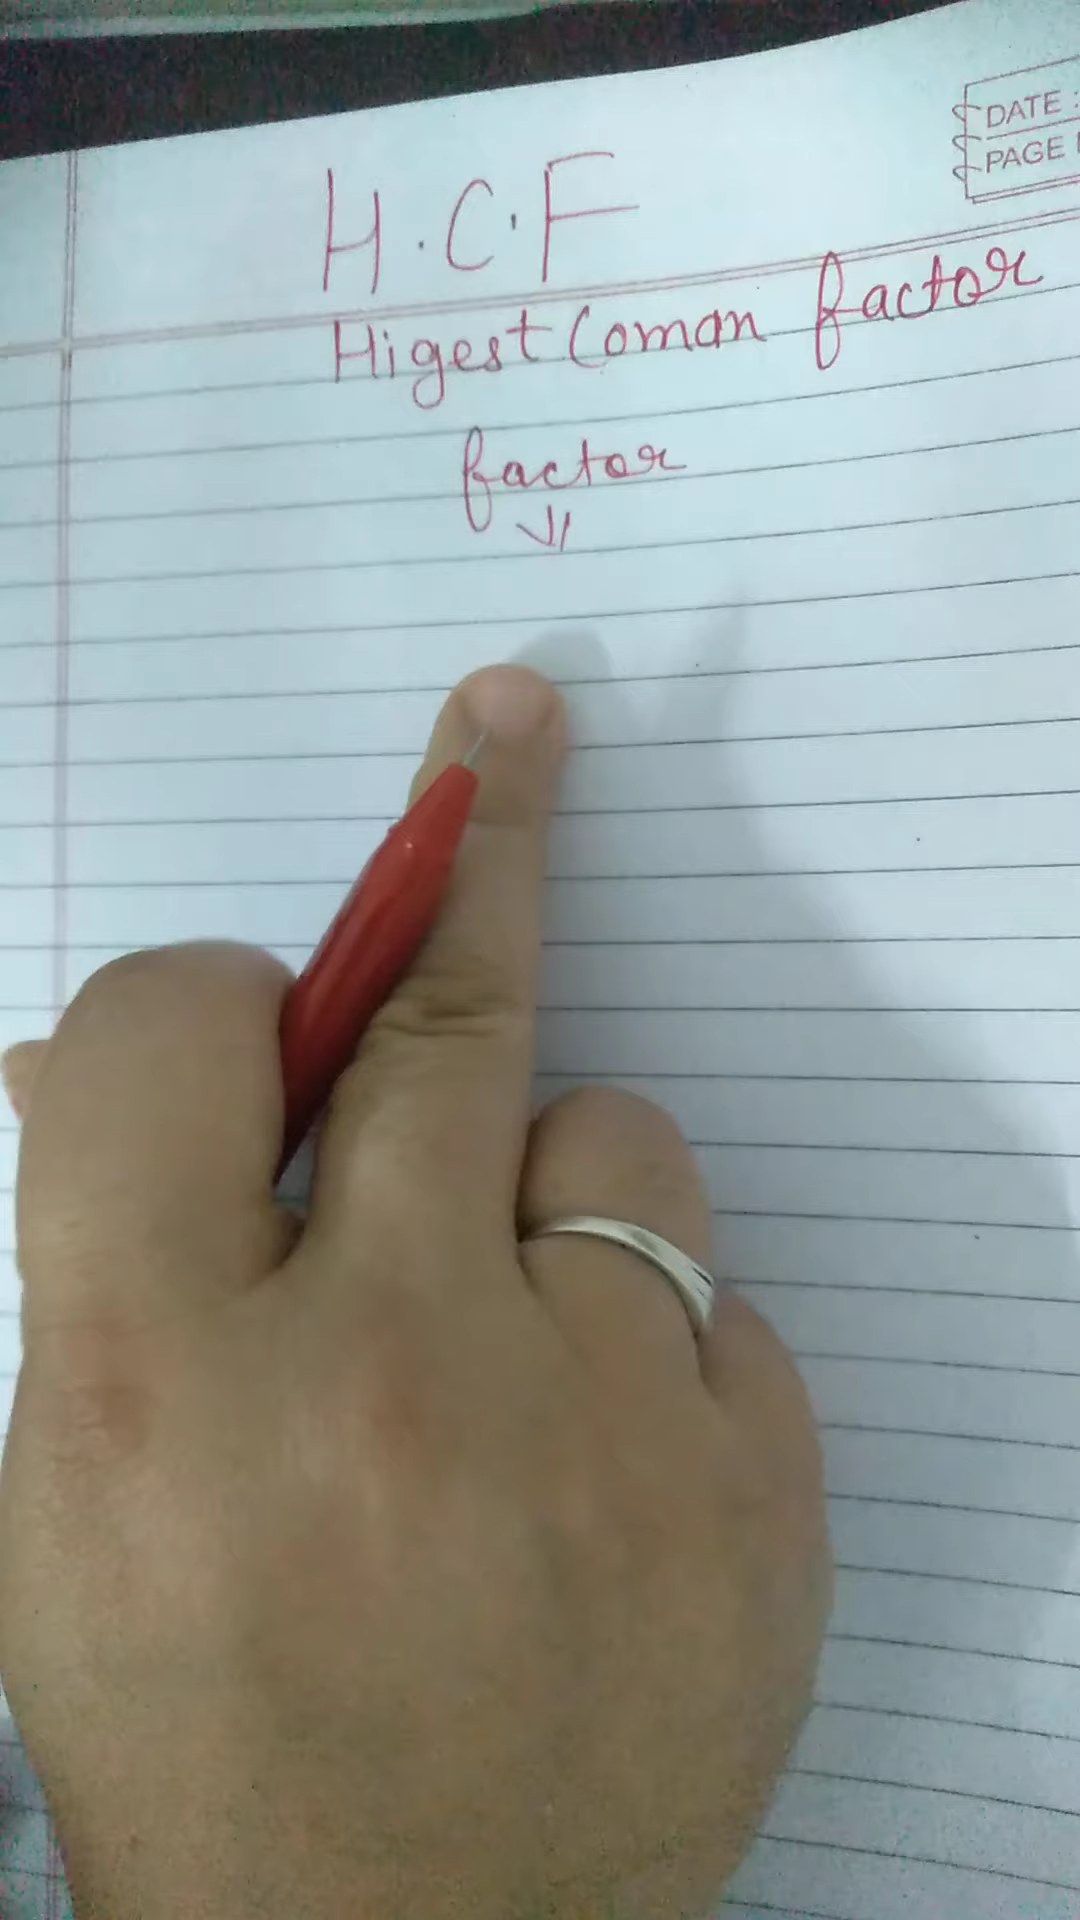 DATE :
PAGE
H.C.F
Higest Coman factor
factor